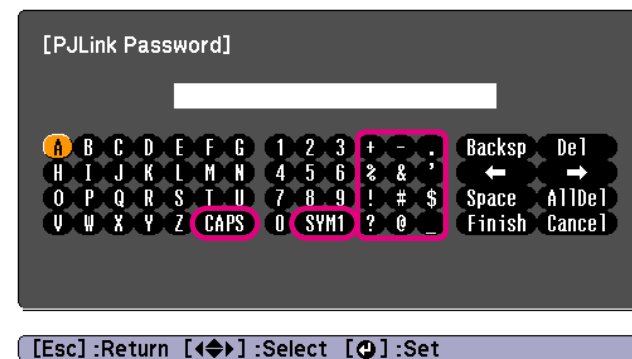 [PJLink Password]
A B C D E F G 1 2 3 + - . Backsp Del
H I J K L M N 4 5 6 % & ' ← →
O P Q R S T U 7 8 9 ! # $ Space AllDel
V W X Y Z CAPS 0 SYM1 ? @ _ Finish Cancel
[Esc] :Return [◀◆▶] :Select [⏎] :Set